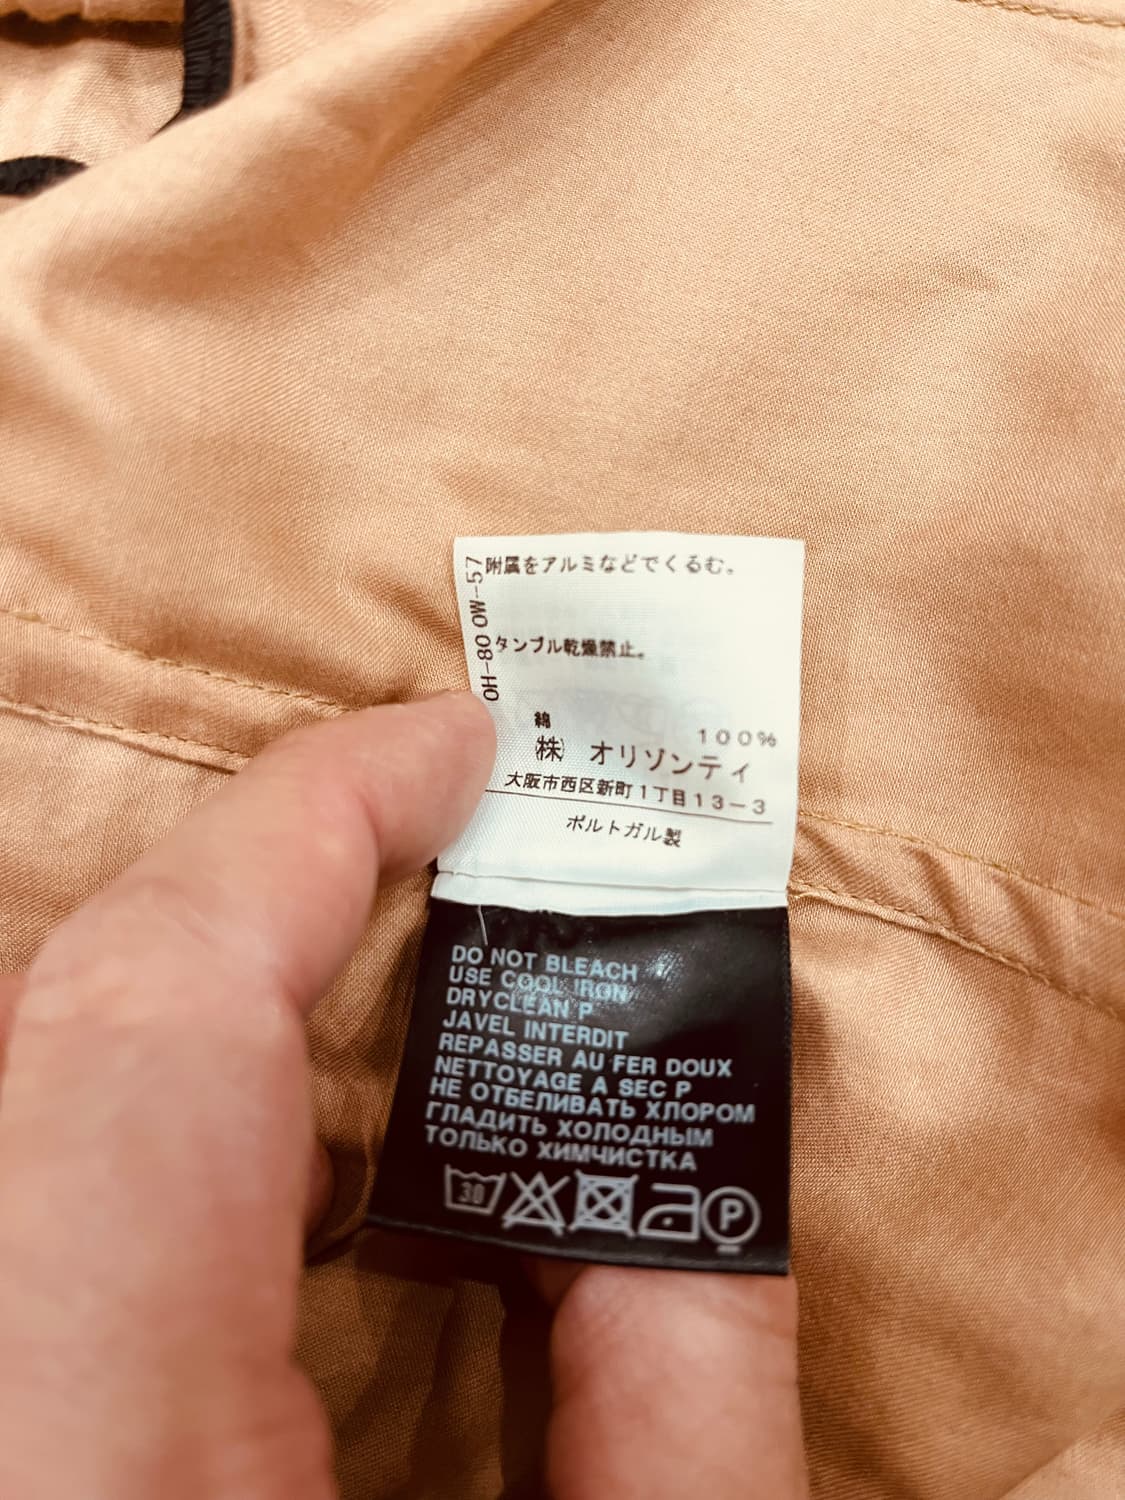 附属をアルミなどでくるむ。
OH-80 OW-57
タンブル乾燥禁止。
綿 100%
(株) オリゾンティ
大阪市西区新町1丁目13-3
ポルトガル製
DO NOT BLEACH
USE COOL IRON
DRYCLEAN P
JAVEL INTERDIT
REPASSER AU FER DOUX
NETTOYAGE A SEC P
НЕ ОТБЕЛИВАТЬ ХЛОРОМ
ГЛАДИТЬ ХОЛОДНЫМ
ТОЛЬКО ХИМЧИСТКА
30 P